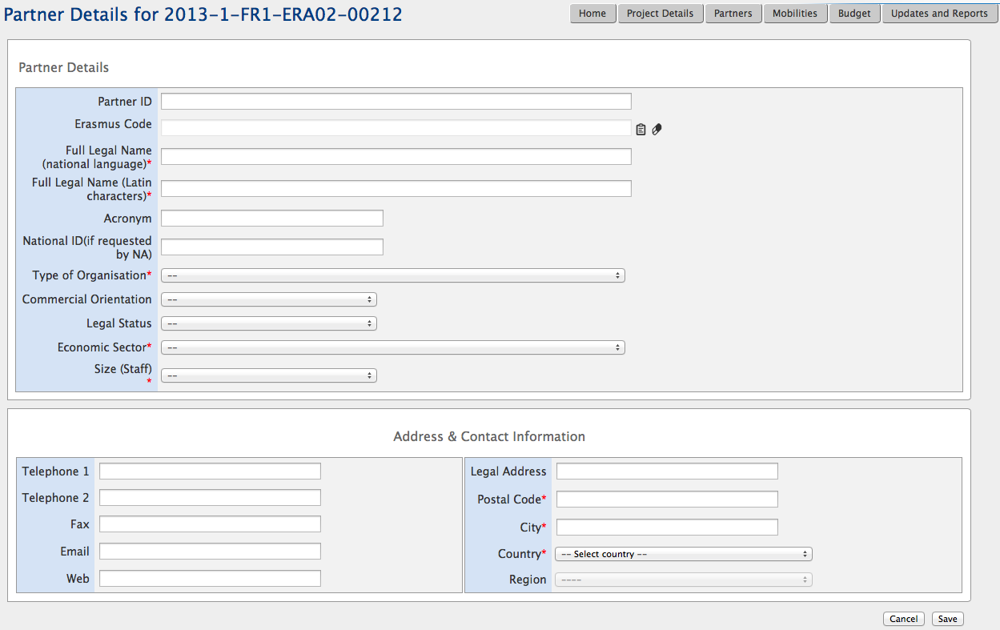 Partner Details for 2013-1-FR1-ERA02-00212
Home Project Details Partners Mobilities Budget Updates and Reports
Partner Details
Partner ID
Erasmus Code
Full Legal Name
(national language)*
Full Legal Name (Latin
characters)*
Acronym
National ID(if requested
by NA)
Type of Organisation* --
Commercial Orientation --
Legal Status --
Economic Sector* --
Size (Staff)
* --
Address & Contact Information
Telephone 1
Telephone 2
Fax
Email
Web
Legal Address
Postal Code*
City*
Country* -- Select country --
Region ----
Cancel Save